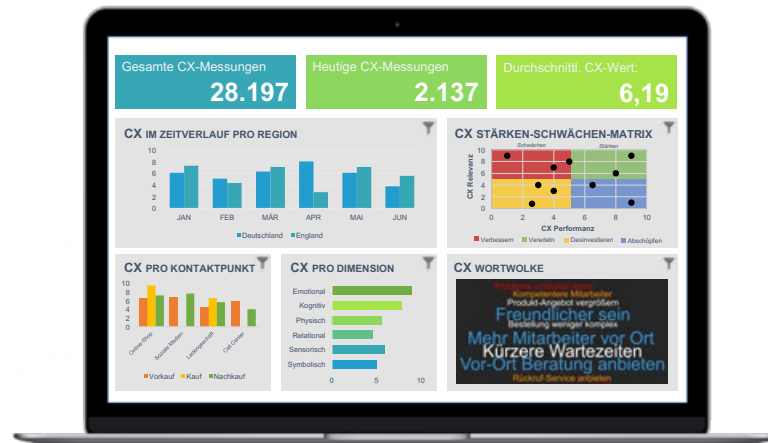 Gesamte CX-Messungen
28.197
Heutige CX-Messungen
2.137
Durchschnittl. CX-Wert:
6,19
CX IM ZEITVERLAUF PRO REGION
10
8
6
4
2
0
JAN FEB MÄR APR MAI JUN
Deutschland England
CX STÄRKEN-SCHWÄCHEN-MATRIX
Schwächen Stärken
CX Relevanz
10
8
6
4
2
0
0 2 4 6 8 10
CX Performanz
Verbessern Veredeln Desinvestieren Abschöpfen
CX PRO KONTAKTPUNKT
10
8
6
4
2
0
Online-Shop Soziale Medien Ladengeschäft Call Center
Vorkauf Kauf Nachkauf
CX PRO DIMENSION
Emotional
Kognitiv
Physisch
Relational
Sensorisch
Symbolisch
0 5 10
CX WORTWOLKE
Kompetentere Mitarbeiter
Produkt-Angebot vergrößern
Freundlicher sein
Bestellung weniger komplex
Mehr Mitarbeiter vor Ort
Kürzere Wartezeiten
Vor-Ort Beratung anbieten
Rückruf-Service anbieten